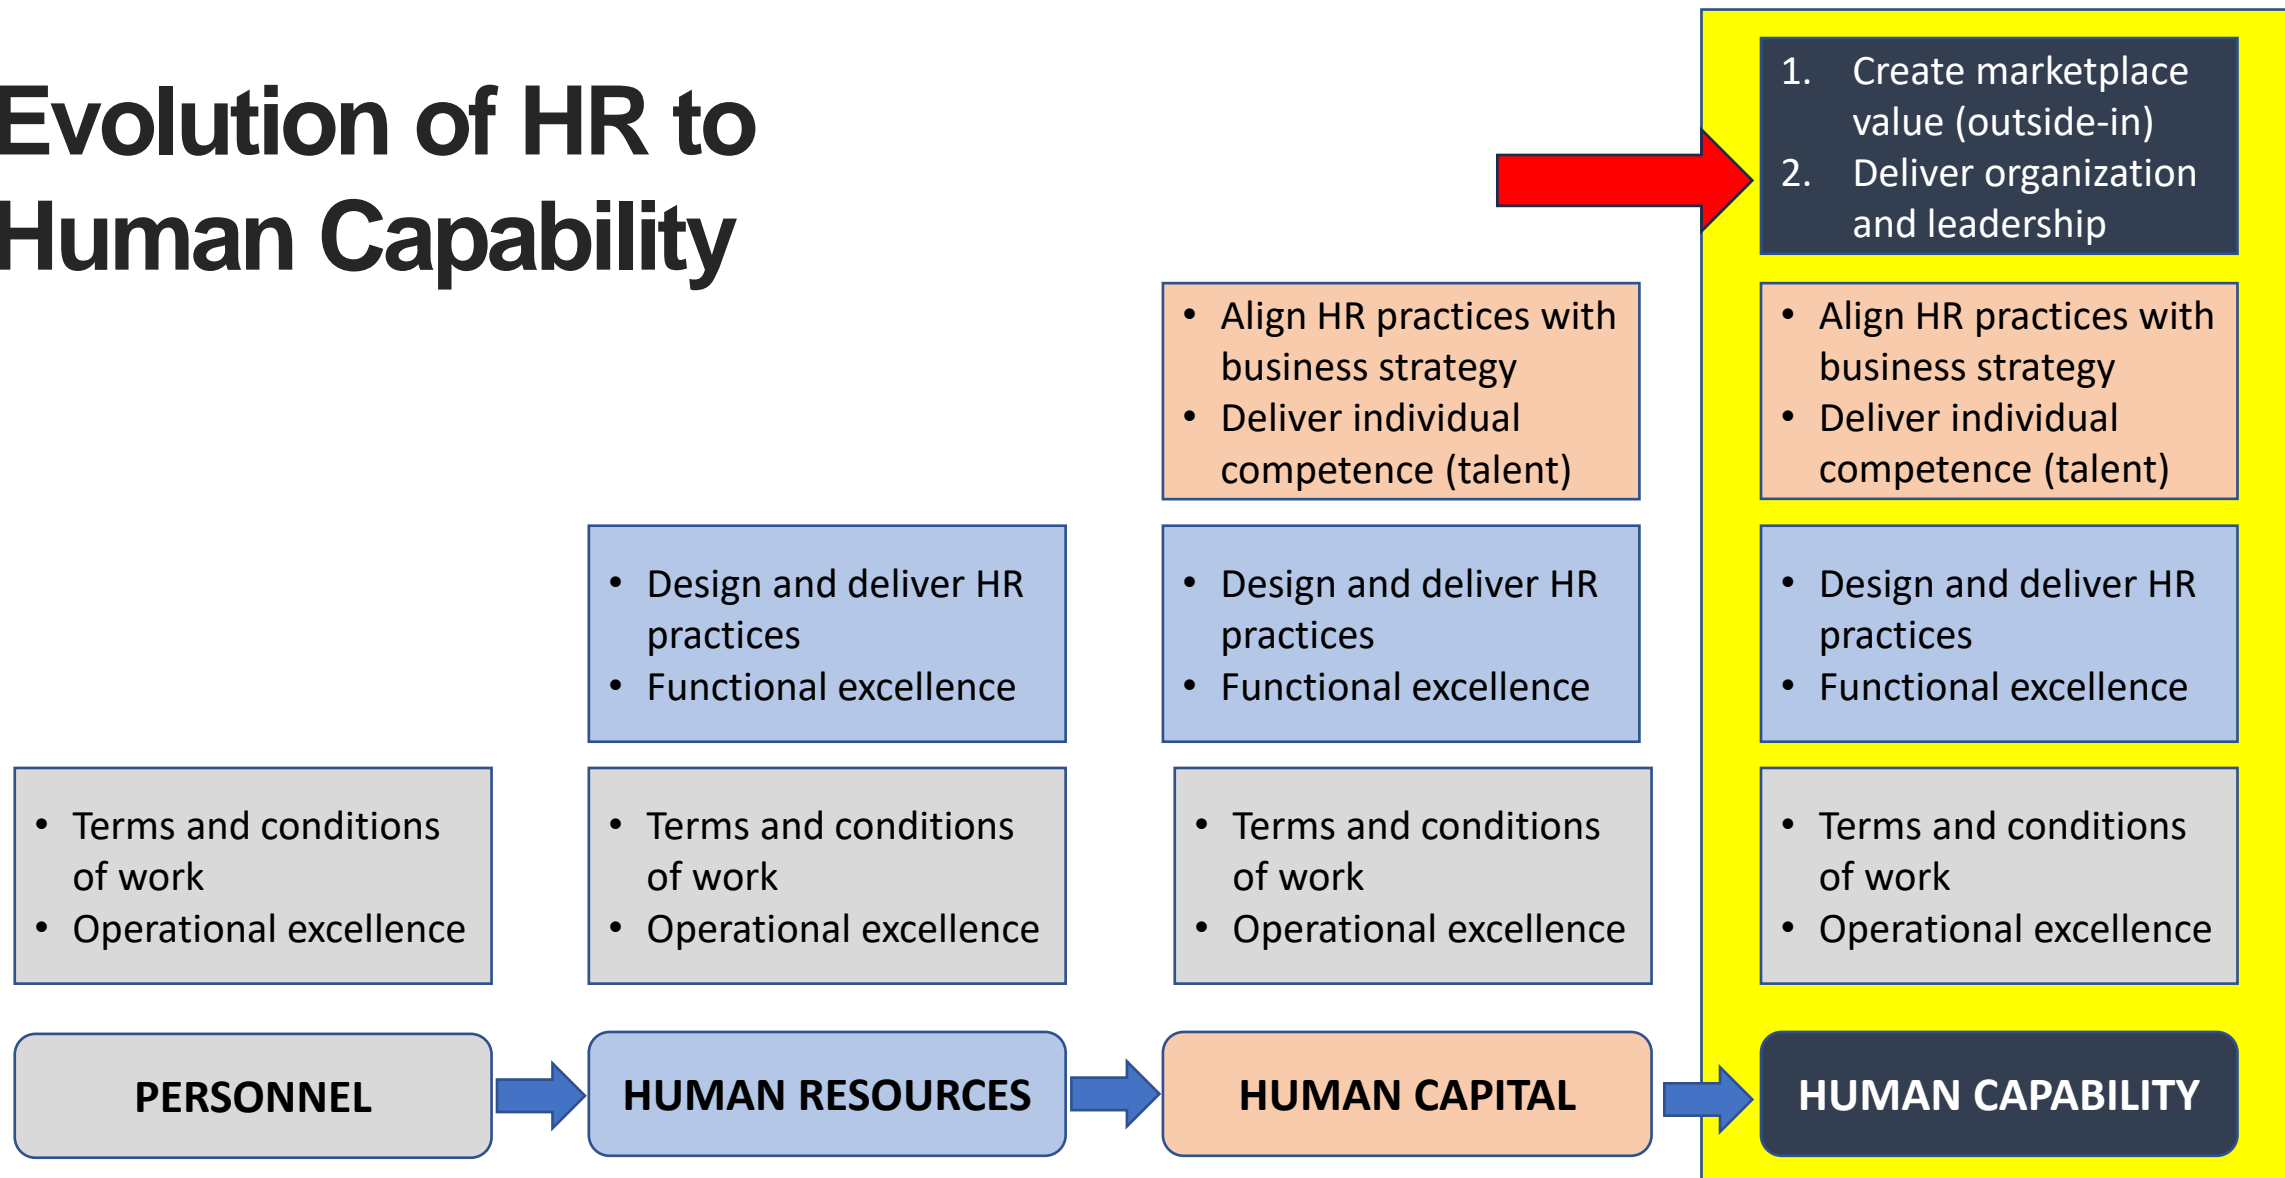 Evolution of HR to
Human Capability
1. Create marketplace
value (outside-in)
2. Deliver organization
and leadership
• Align HR practices with
business strategy
• Deliver individual
competence (talent)
• Align HR practices with
business strategy
• Deliver individual
competence (talent)
• Design and deliver HR
practices
• Functional excellence
• Design and deliver HR
practices
• Functional excellence
• Design and deliver HR
practices
• Functional excellence
• Terms and conditions
of work
• Operational excellence
• Terms and conditions
of work
• Operational excellence
• Terms and conditions
of work
• Operational excellence
• Terms and conditions
of work
• Operational excellence
PERSONNEL
HUMAN RESOURCES
HUMAN CAPITAL
HUMAN CAPABILITY